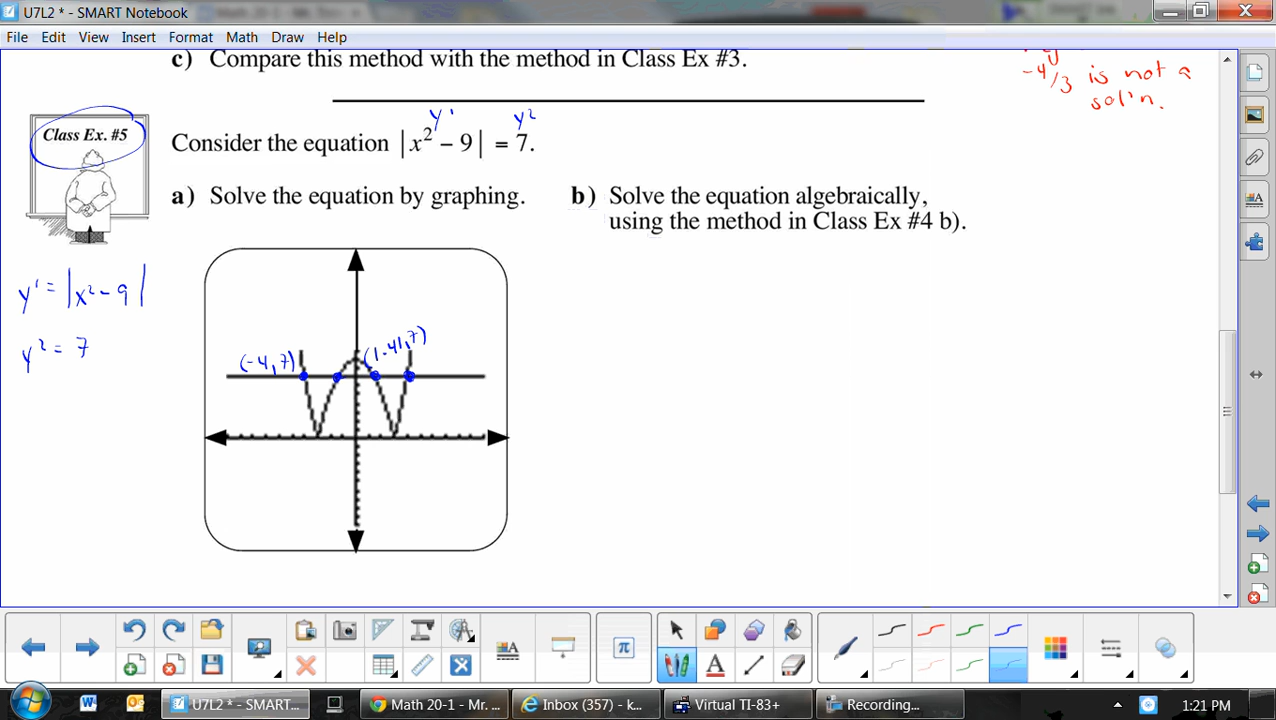 U7L2 * - SMART Notebook
Math 20-1 - Mr.
File Edit View Insert Format Math Draw Help
c) Compare this method with the method in Class Ex #3.
-4/3 is not a
sol'n.
Class Ex. #5
y1 y2
Consider the equation |x² − 9| = 7.
a) Solve the equation by graphing.
b) Solve the equation algebraically,
using the method in Class Ex #4 b).
y1 = |x² - 9|
y2 = 7
(-4, 7)
(1.41, 7)
π
A
U7L2 * - SMART...
Math 20-1 - Mr. ...
Inbox (357) - k...
Virtual TI-83+
Recording...
1:21 PM